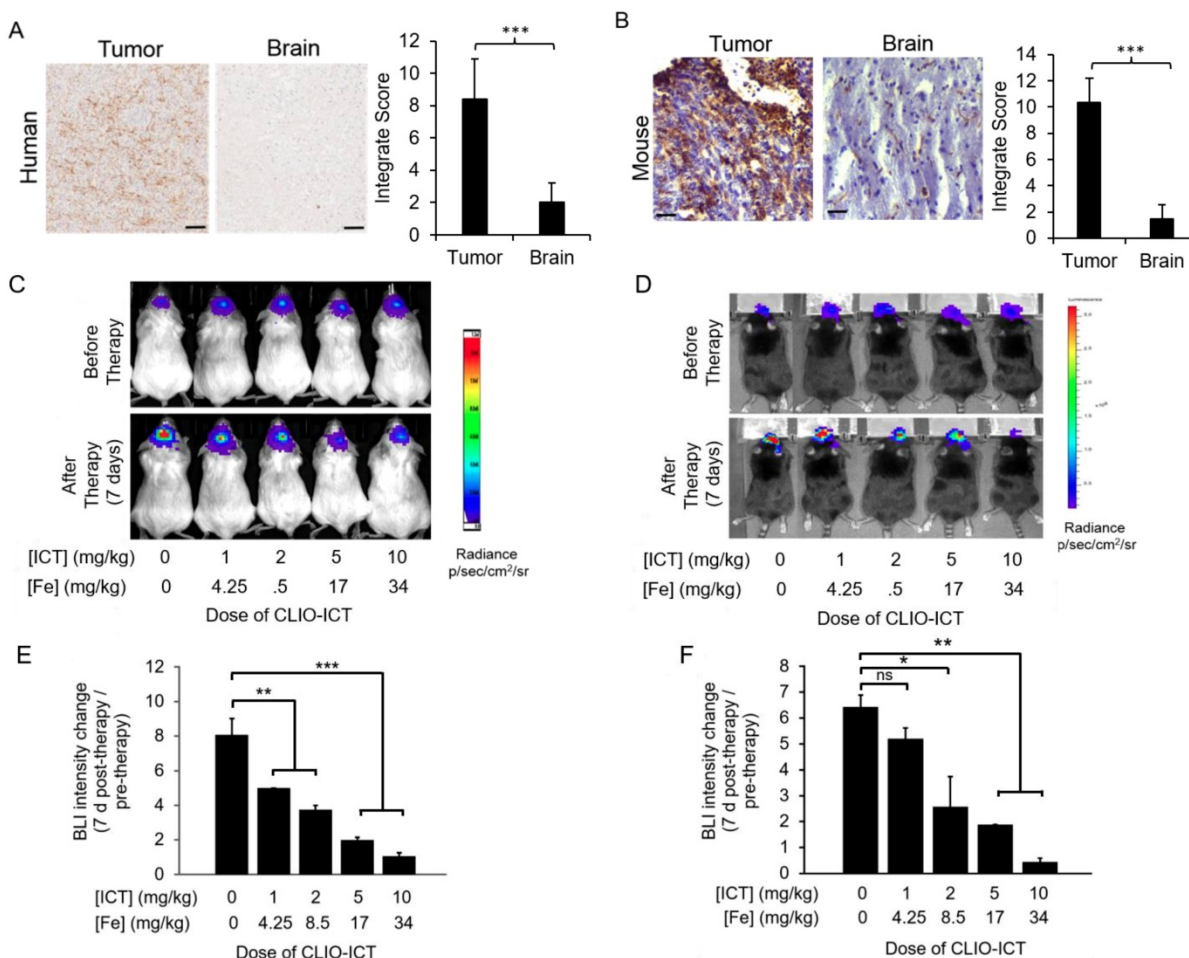 A
Tumor Brain
Human
12
10
8
6
4
2
0
Integrate Score
***
Tumor Brain
B
Tumor Brain
Mouse
14
12
10
8
6
4
2
0
Integrate Score
***
Tumor Brain
C
Before
Therapy
After
Therapy
(7 days)
Radiance
p/sec/cm²/sr
[ICT] (mg/kg) 0 1 2 5 10
[Fe] (mg/kg) 0 4.25 .5 17 34
Dose of CLIO-ICT
D
Before
Therapy
After
Therapy
(7 days)
Luminescence
Radiance
p/sec/cm²/sr
[ICT] (mg/kg) 0 1 2 5 10
[Fe] (mg/kg) 0 4.25 .5 17 34
Dose of CLIO-ICT
E
BLI intensity change
(7 d post-therapy /
pre-therapy)
12
10
8
6
4
2
0
**
***
[ICT] (mg/kg) 0 1 2 5 10
[Fe] (mg/kg) 0 4.25 8.5 17 34
Dose of CLIO-ICT
F
BLI intensity change
(7 d post-therapy /
pre-therapy)
8
7
6
5
4
3
2
1
0
ns
*
**
[ICT] (mg/kg) 0 1 2 5 10
[Fe] (mg/kg) 0 4.25 8.5 17 34
Dose of CLIO-ICT